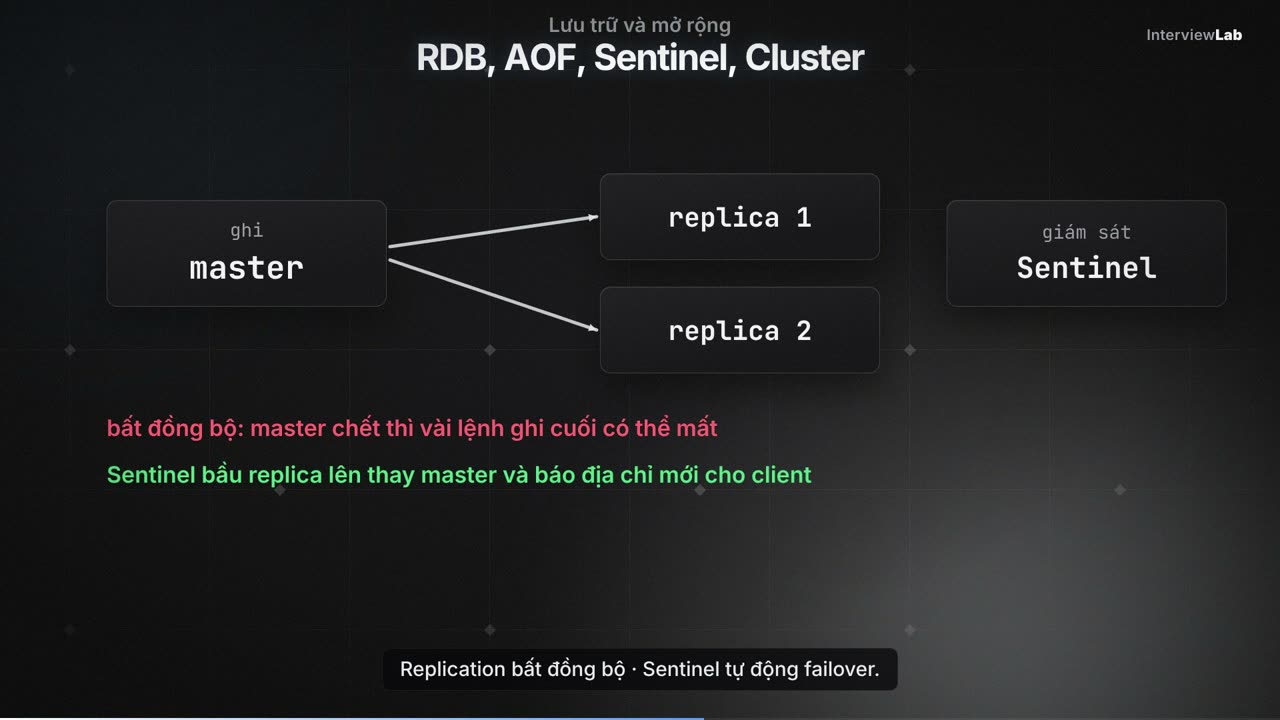 Lưu trữ và mở rộng
RDB, AOF, Sentinel, Cluster
InterviewLab
ghi
master
replica 1
replica 2
giám sát
Sentinel
bất đồng bộ: master chết thì vài lệnh ghi cuối có thể mất
Sentinel bầu replica lên thay master và báo địa chỉ mới cho client
Replication bất đồng bộ · Sentinel tự động failover.